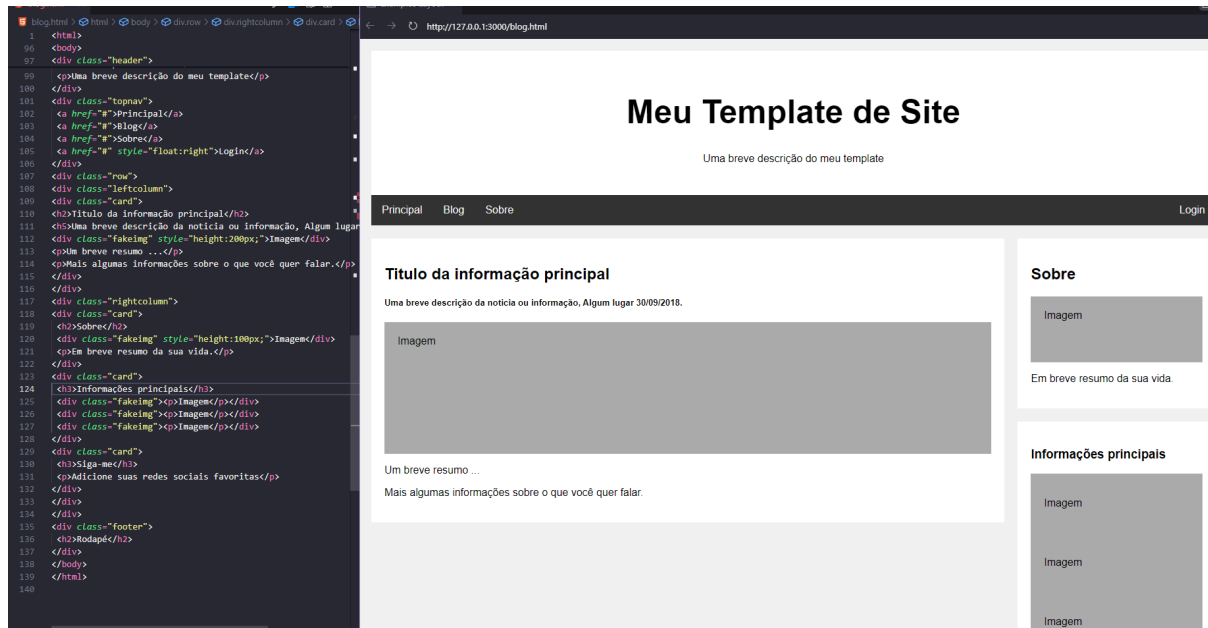 blog.html > html > body > div.row > div.rightcolumn > div.card >
1 <html>
96 <body>
97 <div class="header">
99 <p>Uma breve descrição do meu template</p>
100 </div>
101 <div class="topnav">
102 <a href="#">Principal</a>
103 <a href="#">Blog</a>
104 <a href="#">Sobre</a>
105 <a href="#" style="float:right">Login</a>
106 </div>
107 <div class="row">
108 <div class="leftcolumn">
109 <div class="card">
110 <h2>Titulo da informação principal</h2>
111 <h5>Uma breve descrição da noticia ou informação, Algum lugar
112 <div class="fakeimg" style="height:200px;">Imagem</div>
113 <p>Um breve resumo ...</p>
114 <p>Mais algumas informações sobre o que você quer falar.</p>
115 </div>
116 </div>
117 <div class="rightcolumn">
118 <div class="card">
119 <h2>Sobre</h2>
120 <div class="fakeimg" style="height:100px;">Imagem</div>
121 <p>Em breve resumo da sua vida.</p>
122 </div>
123 <div class="card">
124 <h3>Informações principais</h3>
125 <div class="fakeimg"><p>Imagem</p></div>
126 <div class="fakeimg"><p>Imagem</p></div>
127 <div class="fakeimg"><p>Imagem</p></div>
128 </div>
129 <div class="card">
130 <h3>Siga-me</h3>
131 <p>Adicione suas redes sociais favoritas</p>
132 </div>
133 </div>
134 </div>
135 <div class="footer">
136 <h2>Rodapé</h2>
137 </div>
138 </body>
139 </html>
140
http://127.0.0.1:3000/blog.html
Meu Template de Site
Uma breve descrição do meu template
Principal Blog Sobre Login
Titulo da informação principal
Uma breve descrição da noticia ou informação, Algum lugar 30/09/2018.
Imagem
Um breve resumo ...
Mais algumas informações sobre o que você quer falar.
Sobre
Imagem
Em breve resumo da sua vida.
Informações principais
Imagem
Imagem
Imagem